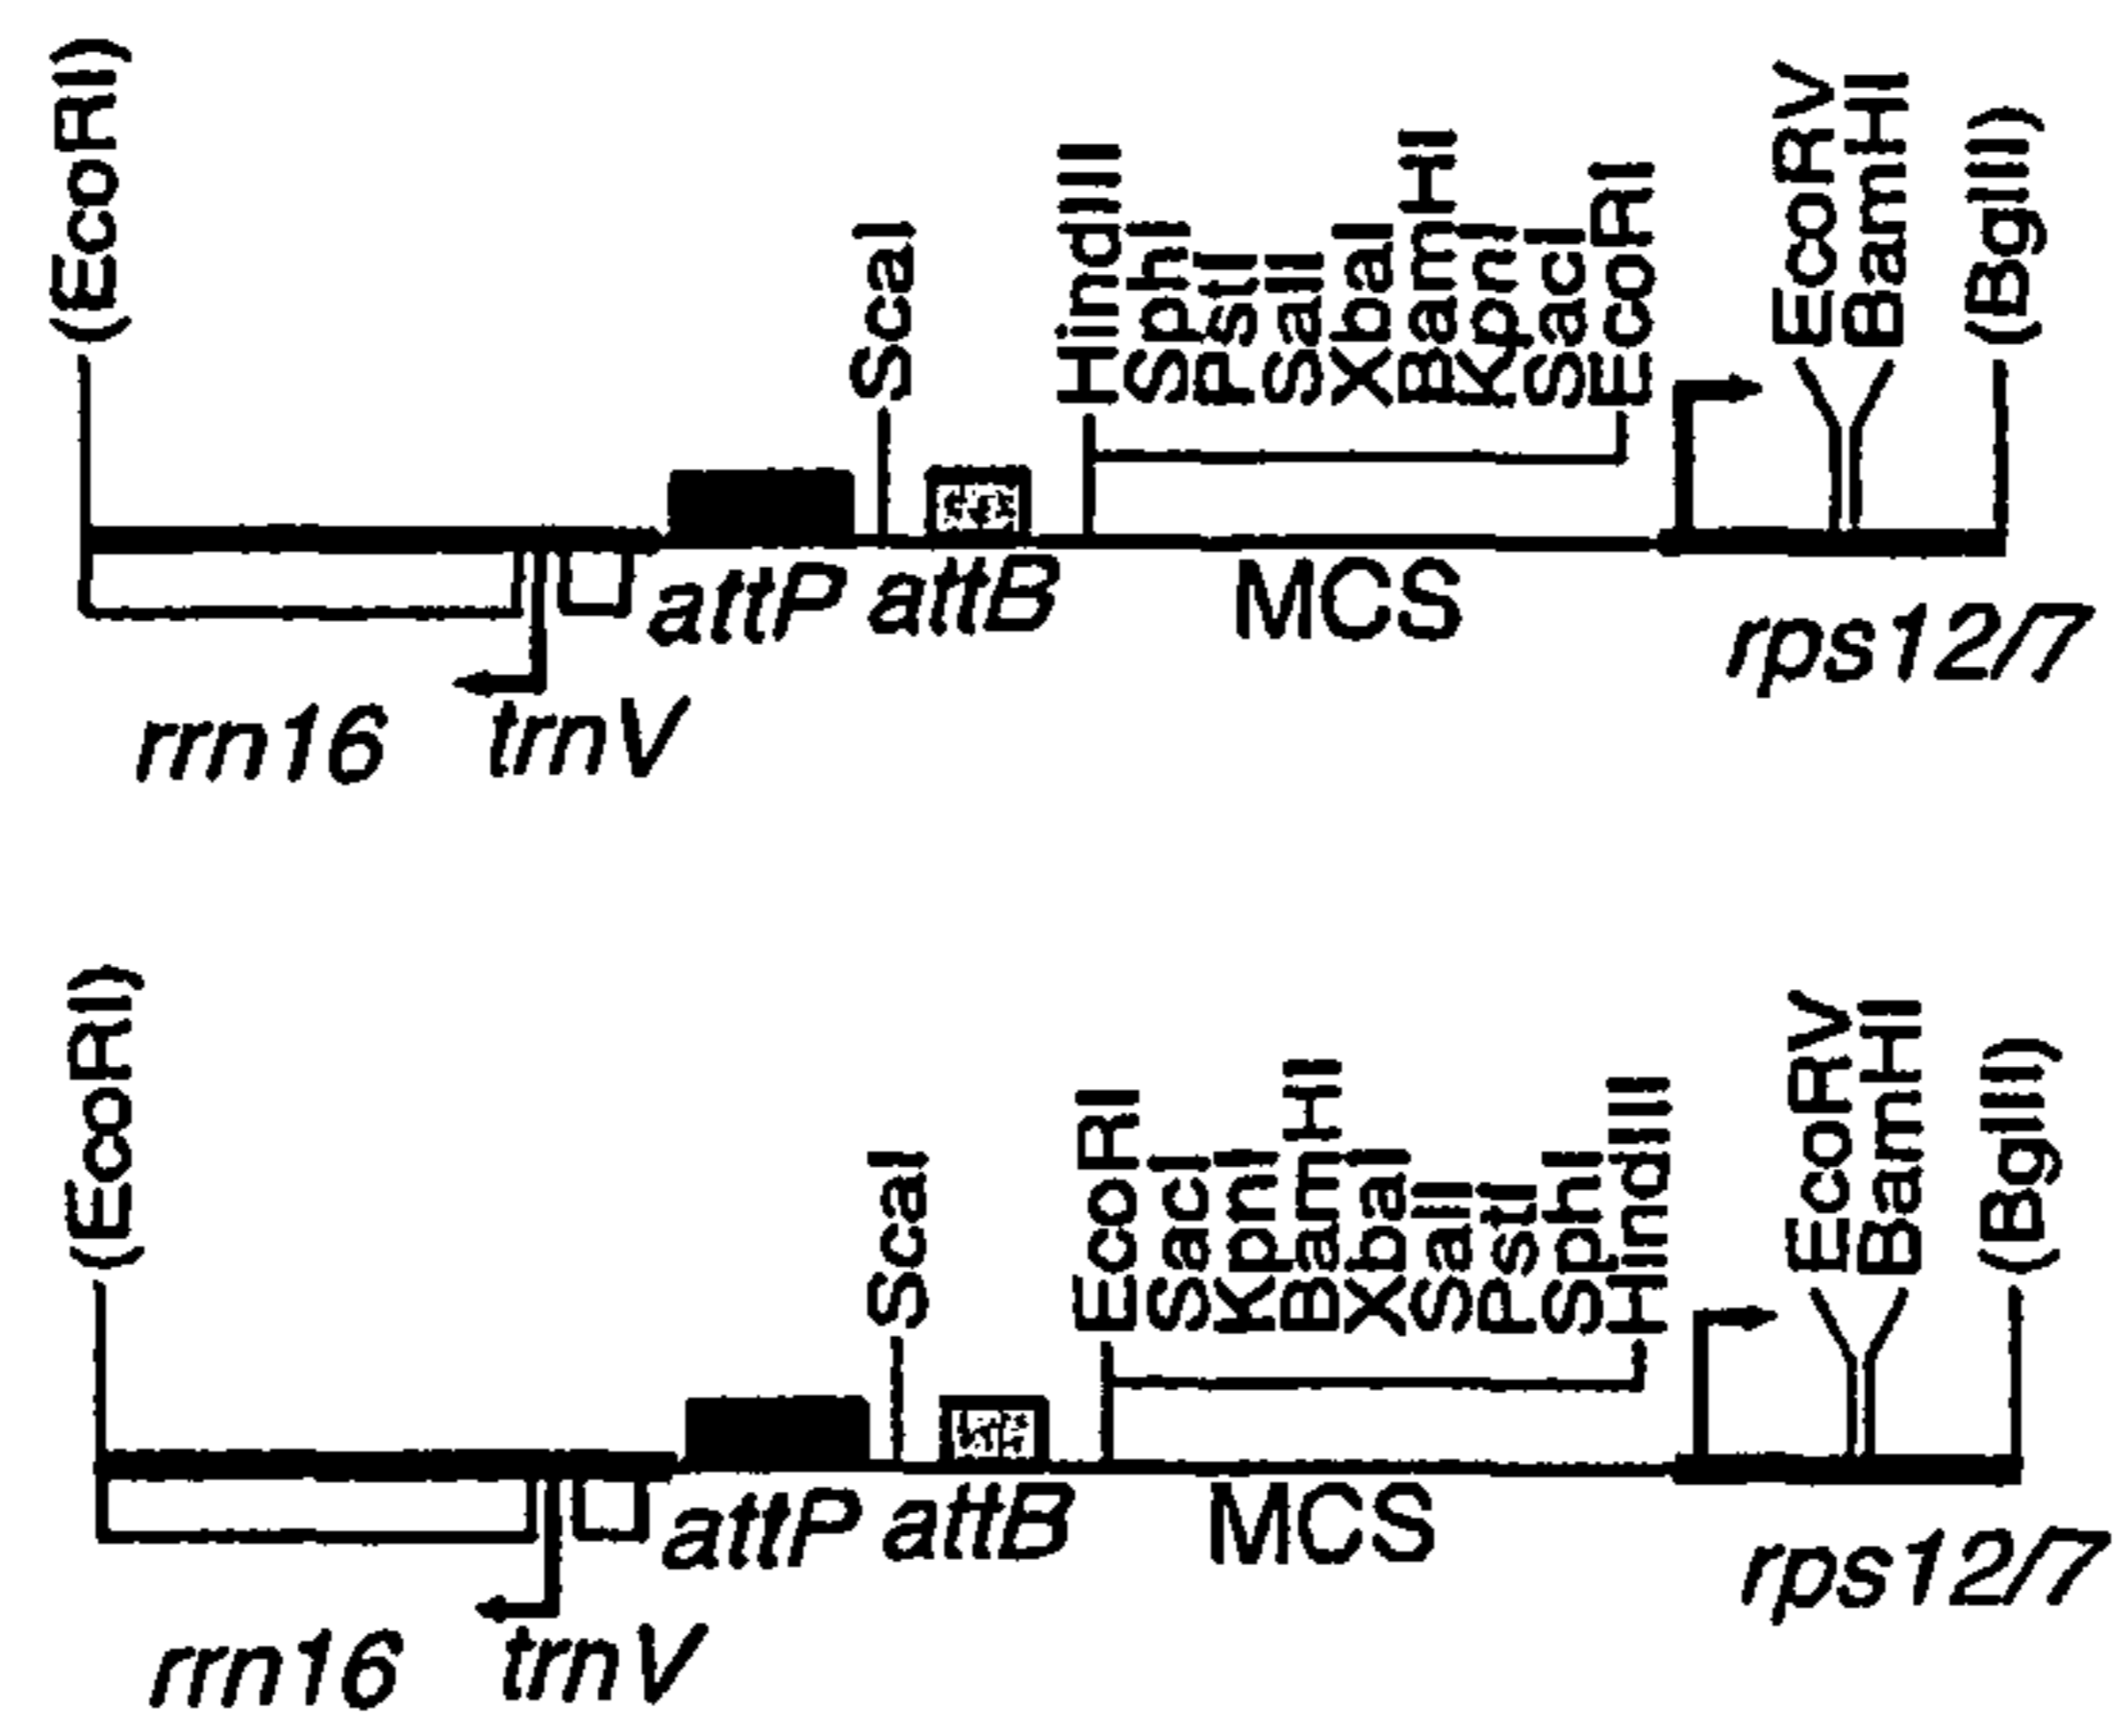 (EcoRI)
ScaI
HindIII
SphI
PstI
SalI
XbaI
BamHI
KpnI
SacI
EcoRI
EcoRV
BamHI
(BglII)
attP
attB
MCS
rps12/7
rrn16
trnV
(EcoRI)
ScaI
EcoRI
SacI
KpnI
BamHI
XbaI
SalI
PstI
SphI
HindIII
EcoRV
BamHI
(BglII)
attP
attB
MCS
rps12/7
rrn16
trnV